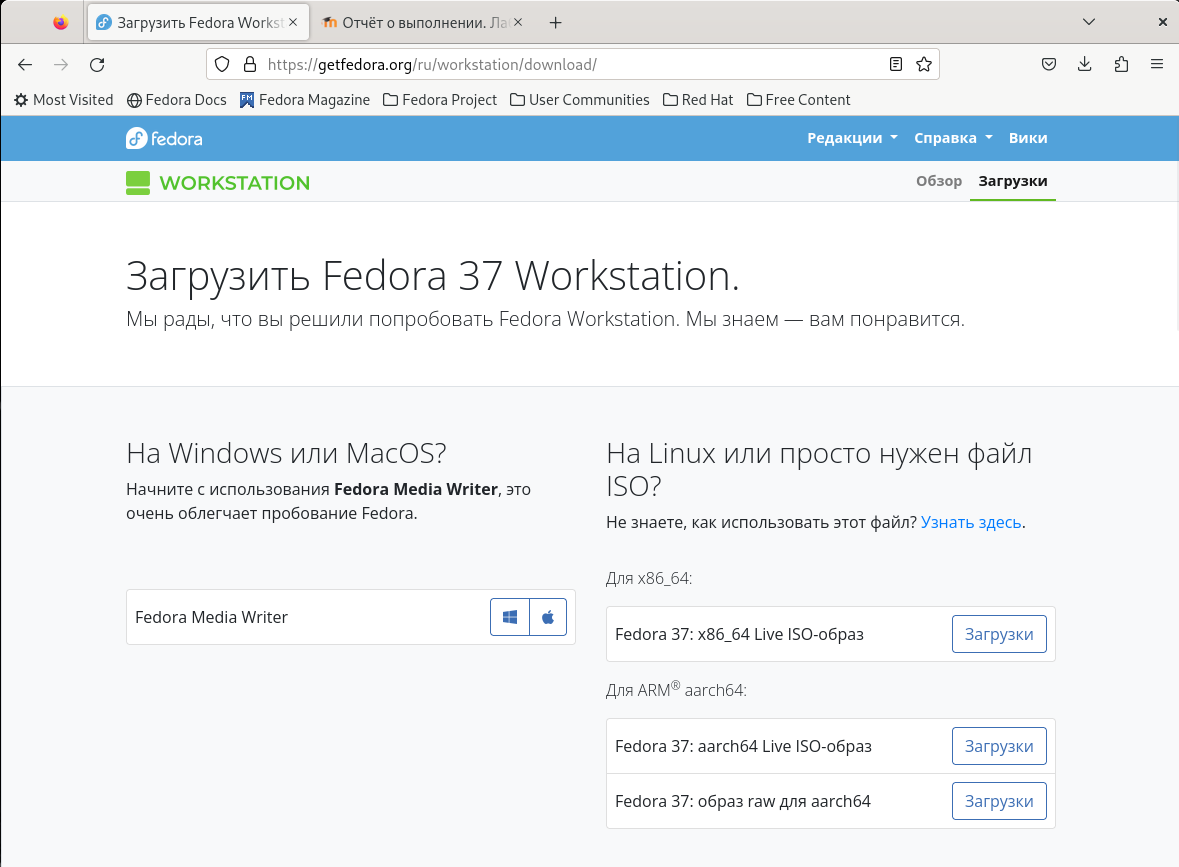 Загрузить Fedora Workst
Отчёт о выполнении. Ла
https://getfedora.org/ru/workstation/download/
Most Visited Fedora Docs Fedora Magazine Fedora Project User Communities Red Hat Free Content
fedora Редакции Справка Вики
WORKSTATION Обзор Загрузки
Загрузить Fedora 37 Workstation.
Мы рады, что вы решили попробовать Fedora Workstation. Мы знаем — вам понравится.
На Windows или MacOS?
Начните с использования Fedora Media Writer, это
очень облегчает пробование Fedora.
Fedora Media Writer
На Linux или просто нужен файл
ISO?
Не знаете, как использовать этот файл? Узнать здесь.
Для x86_64:
Fedora 37: x86_64 Live ISO-образ Загрузки
Для ARM® aarch64:
Fedora 37: aarch64 Live ISO-образ Загрузки
Fedora 37: образ raw для aarch64 Загрузки